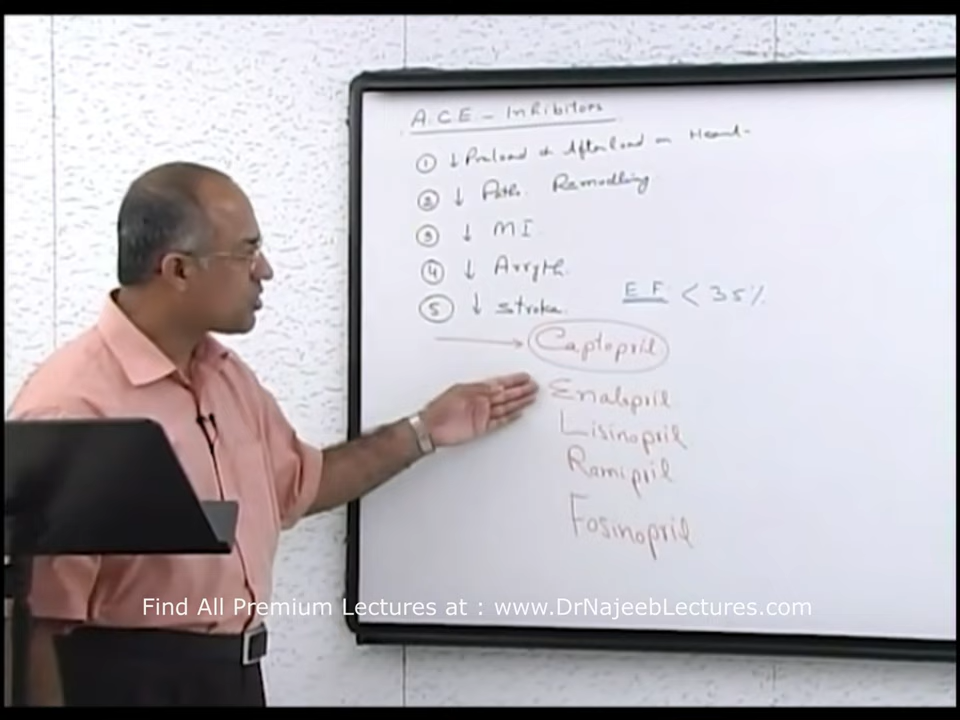 A.C.E - Inhibitors
① ↓ Preload & Afterload on Heart
② ↓ Path. Remodling
③ ↓ MI
④ ↓ Arryth.
⑤ ↓ Stroke
E.F. < 35%
→ Captopril
Enalapril
Lisinopril
Ramipril
Fosinopril
Find All Premium Lectures at : www.DrNajeebLectures.com